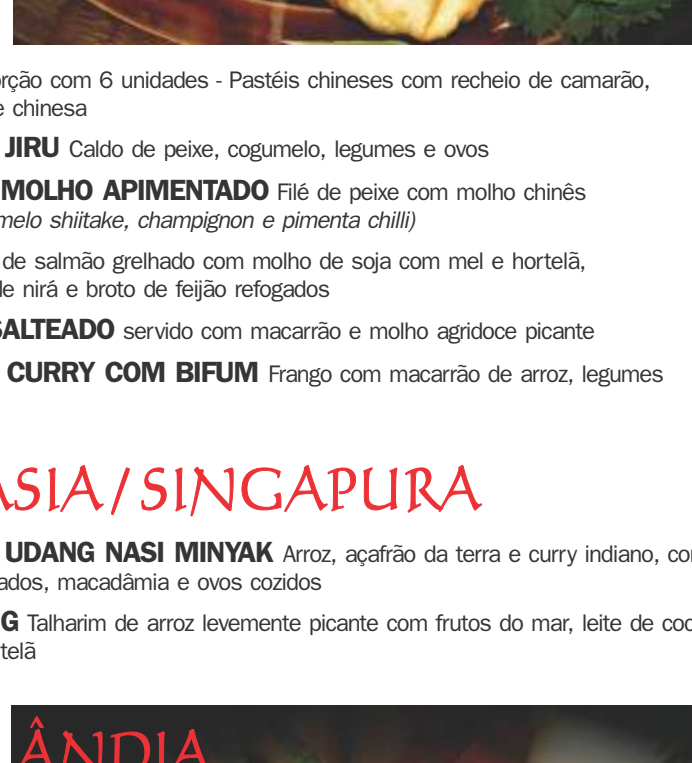 rção com 6 unidades - Pastéis chineses com recheio de camarão,
e chinesa
JIRU Caldo de peixe, cogumelo, legumes e ovos
MOLHO APIMENTADO Filé de peixe com molho chinês
melo shiitake, champignon e pimenta chilli)
de salmão grelhado com molho de soja com mel e hortelã,
de nirá e broto de feijão refogados
SALTEADO servido com macarrão e molho agridoce picante
CURRY COM BIFUM Frango com macarrão de arroz, legumes
ASIA / SINGAPURA
UDANG NASI MINYAK Arroz, açafrão da terra e curry indiano, co
ados, macadâmia e ovos cozidos
G Talharim de arroz levemente picante com frutos do mar, leite de coc
telã
ÂNDIA